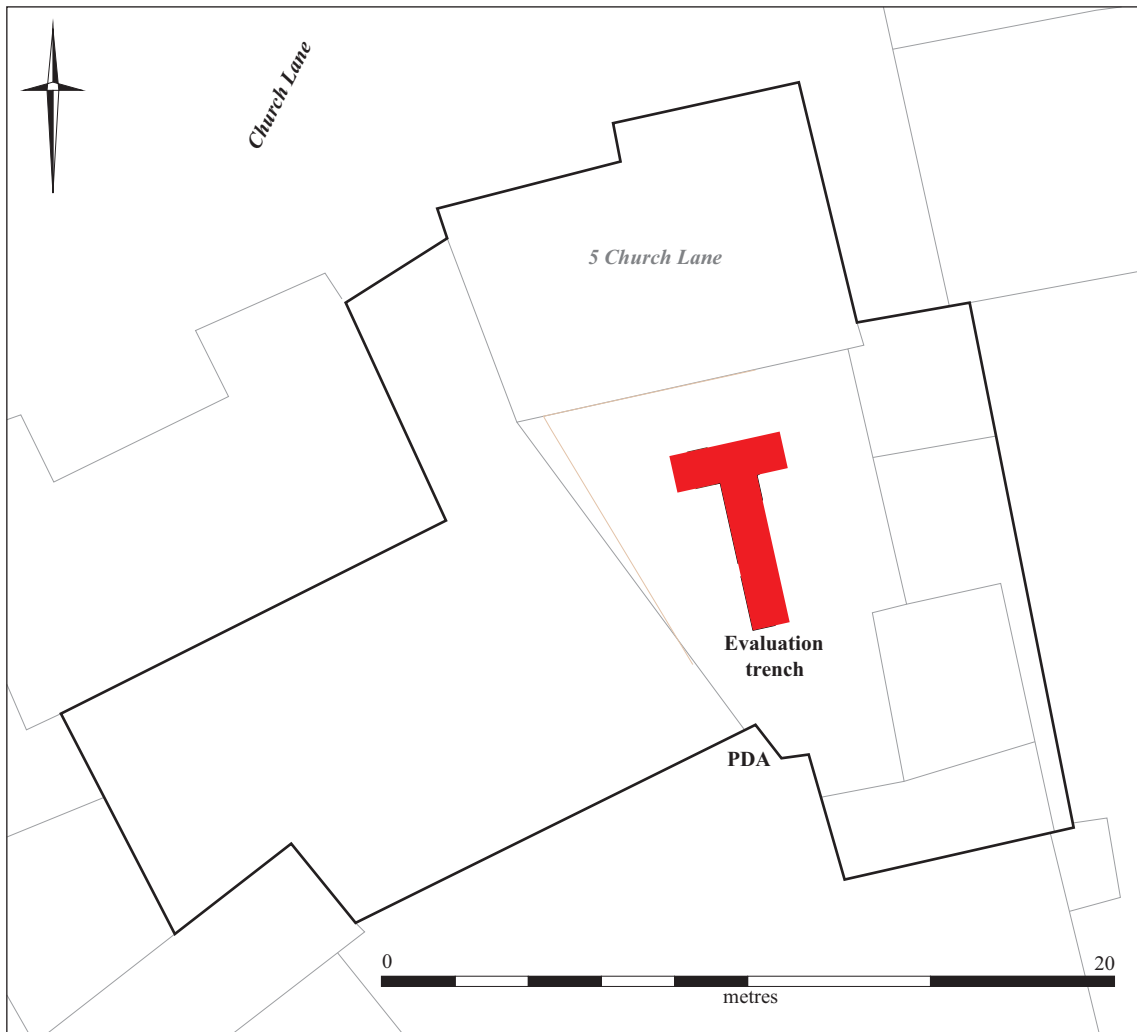 Church Lane
5 Church Lane
Evaluation
trench
PDA
0 20
metres